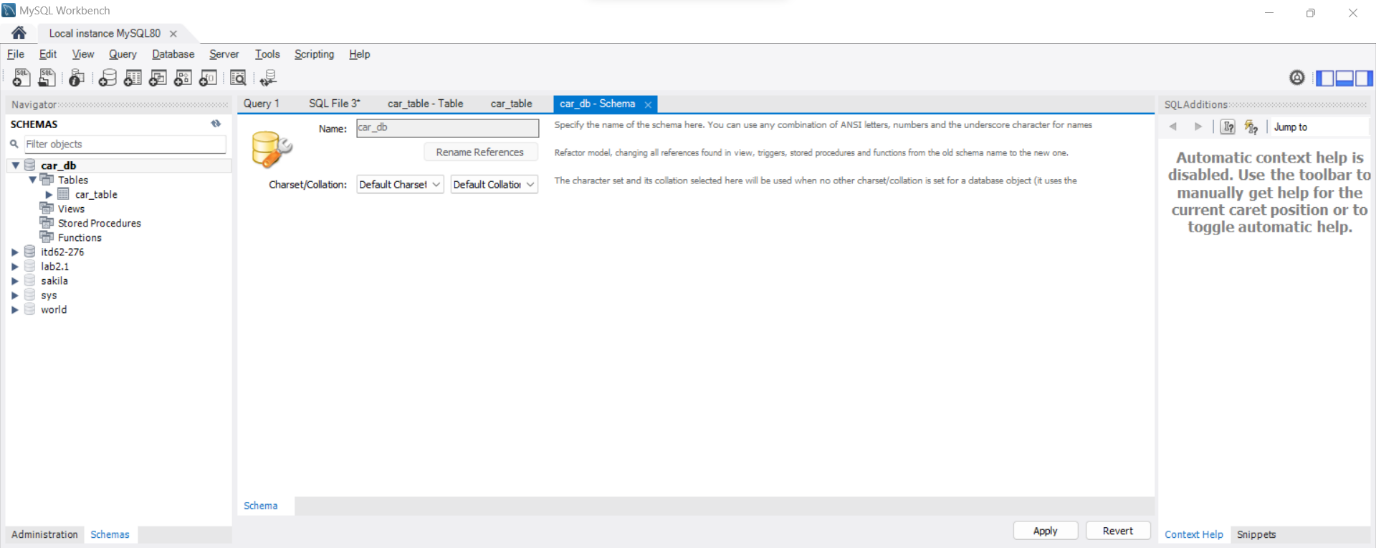 MySQL Workbench
Local instance MySQL80
File Edit View Query Database Server Tools Scripting Help
Navigator
SCHEMAS
Filter objects
car_db
Tables
car_table
Views
Stored Procedures
Functions
itd62-276
lab2.1
sakila
sys
world
Administration Schemas
Query 1 SQL File 3* car_table - Table car_table car_db - Schema
Name: car_db
Specify the name of the schema here. You can use any combination of ANSI letters, numbers and the underscore character for names
Rename References
Refactor model, changing all references found in view, triggers, stored procedures and functions from the old schema name to the new one.
Charset/Collation: Default Charset Default Collation
The character set and its collation selected here will be used when no other charset/collation is set for a database object (it uses the
Schema
Apply Revert
SQLAdditions
Jump to
Automatic context help is
disabled. Use the toolbar to
manually get help for the
current caret position or to
toggle automatic help.
Context Help Snippets